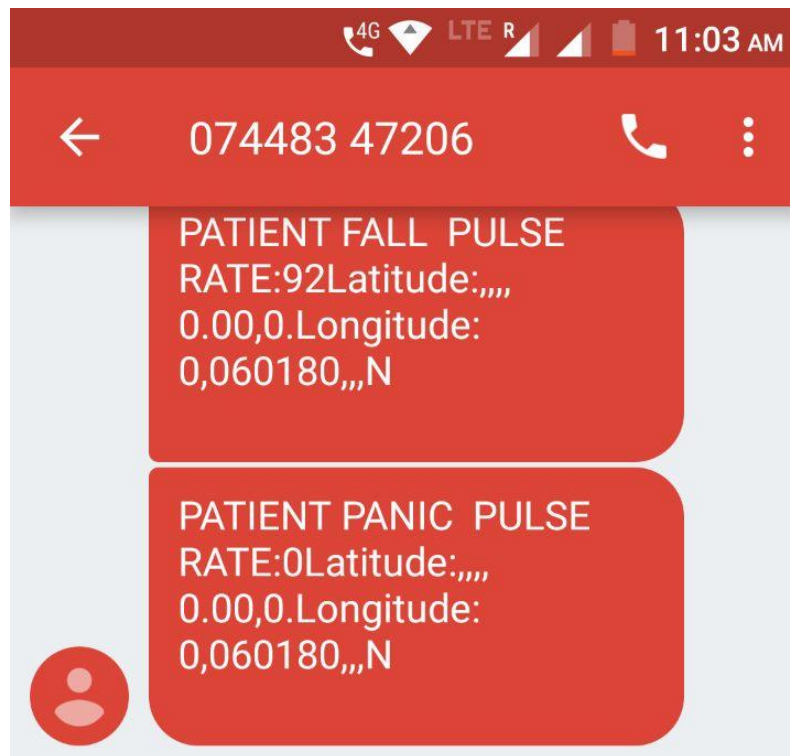 4G LTE R 11:03 AM
074483 47206
PATIENT FALL  PULSE
RATE:92Latitude:,,,,
0.00,0.Longitude:
0,060180,,,N
PATIENT PANIC  PULSE
RATE:0Latitude:,,,,
0.00,0.Longitude:
0,060180,,,N